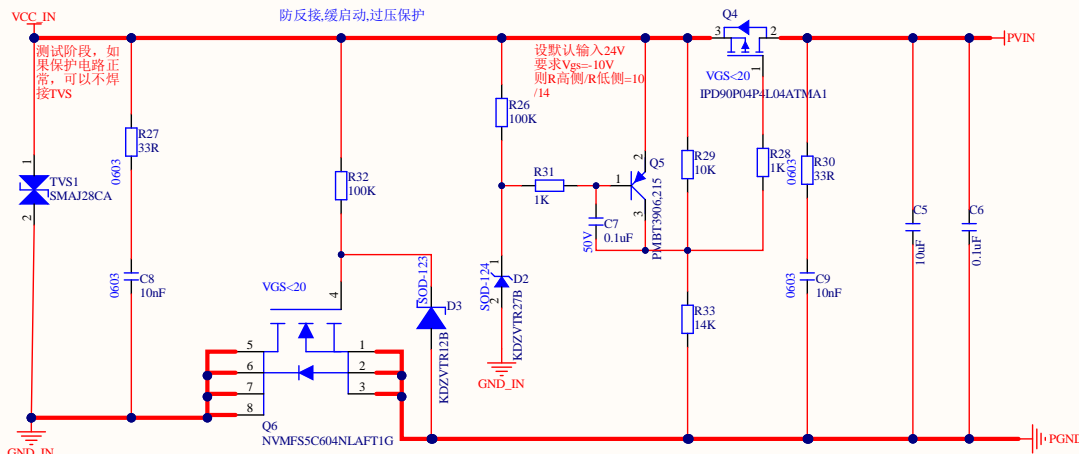 防反接,缓启动,过压保护
VCC_IN
测试阶段，如
果保护电路正
常，可以不焊
接TVS
设默认输入24V
要求Vgs=-10V
则R高侧/R低侧=10
/14
Q4
3
2
1
PVIN
VGS<20
IPD90P04P4L04ATMA1
R26
100K
R27
33R
0603
1
TVS1
SMAJ28CA
2
R32
100K
R31
1K
1
2
Q5
3
PMBT3906,215
R29
10K
R28
1K
0603
R30
33R
C7
0.1uF
50V
C5
10uF
C6
0.1uF
C8
10nF
0603
VGS<20
4
SOD-123
D3
KDZVTR12B
SOD-124
1
D2
2
KDZVTR27B
GND_IN
R33
14K
C9
10nF
0603
5
6
7
8
1
2
3
Q6
NVMFS5C604NLAFT1G
GND_IN
PGND